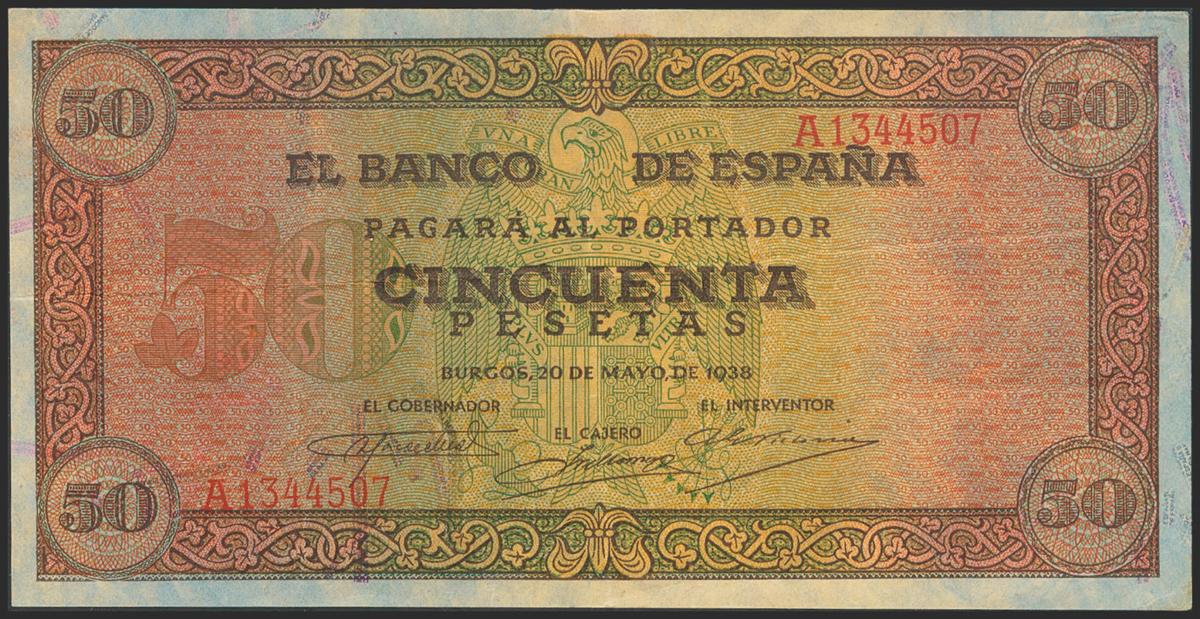 50 50
VNA LIBRE
A1344507
EL BANCO DE ESPAÑA
PAGARÁ AL PORTADOR
50
CINCUENTA
PESETAS
BURGOS, 20 DE MAYO, DE 1938
EL GOBERNADOR
EL INTERVENTOR
EL CAJERO
A1344507
50 50